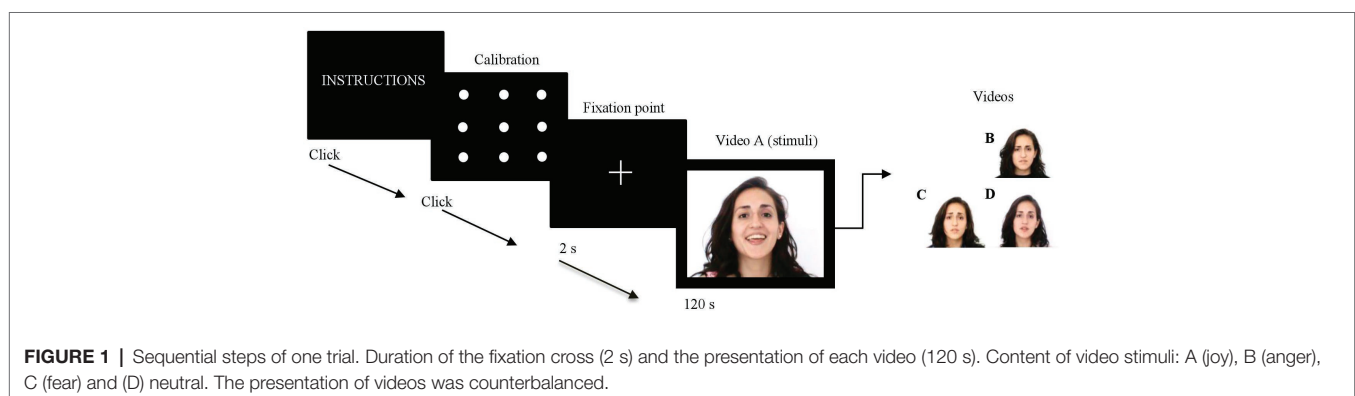 INSTRUCTIONS
Click
Calibration
Click
Fixation point
2 s
Video A (stimuli)
120 s
Videos
B
C
D
FIGURE 1 | Sequential steps of one trial. Duration of the fixation cross (2 s) and the presentation of each video (120 s). Content of video stimuli: A (joy), B (anger),
C (fear) and (D) neutral. The presentation of videos was counterbalanced.